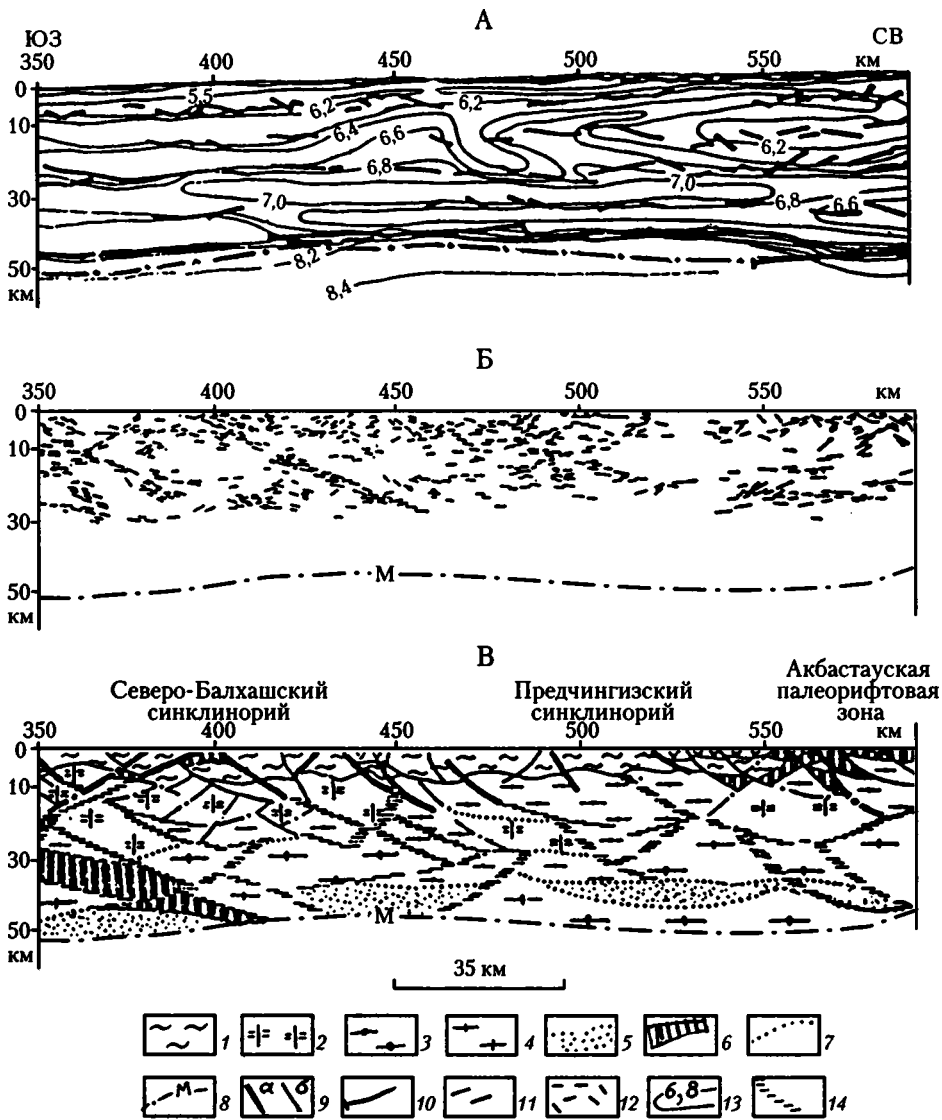 А
ЮЗ СВ
350 400 450 500 550 км
0
10
30
50
км
5,5 6,2 6,2
6,4 6,6 6,2
6,8 7,0
7,0 6,8 6,6
8,2
8,4
Б
350 400 450 500 550 км
0
10
30
50
км
М
В
Северо-Балхашский синклинорий
Предчингизский синклинорий
Акбастауская палеорифтовая зона
350 400 450 500 550 км
0
10
30
50
км
М
35 км
1 2 3 4 5 6 7
М а б 6,8
8 9 10 11 12 13 14